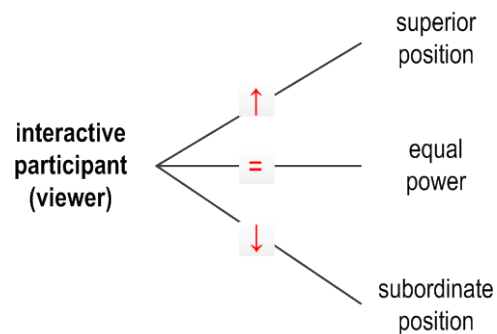 superior
position
↑
interactive
participant
(viewer)
=
equal
power
↓
subordinate
position